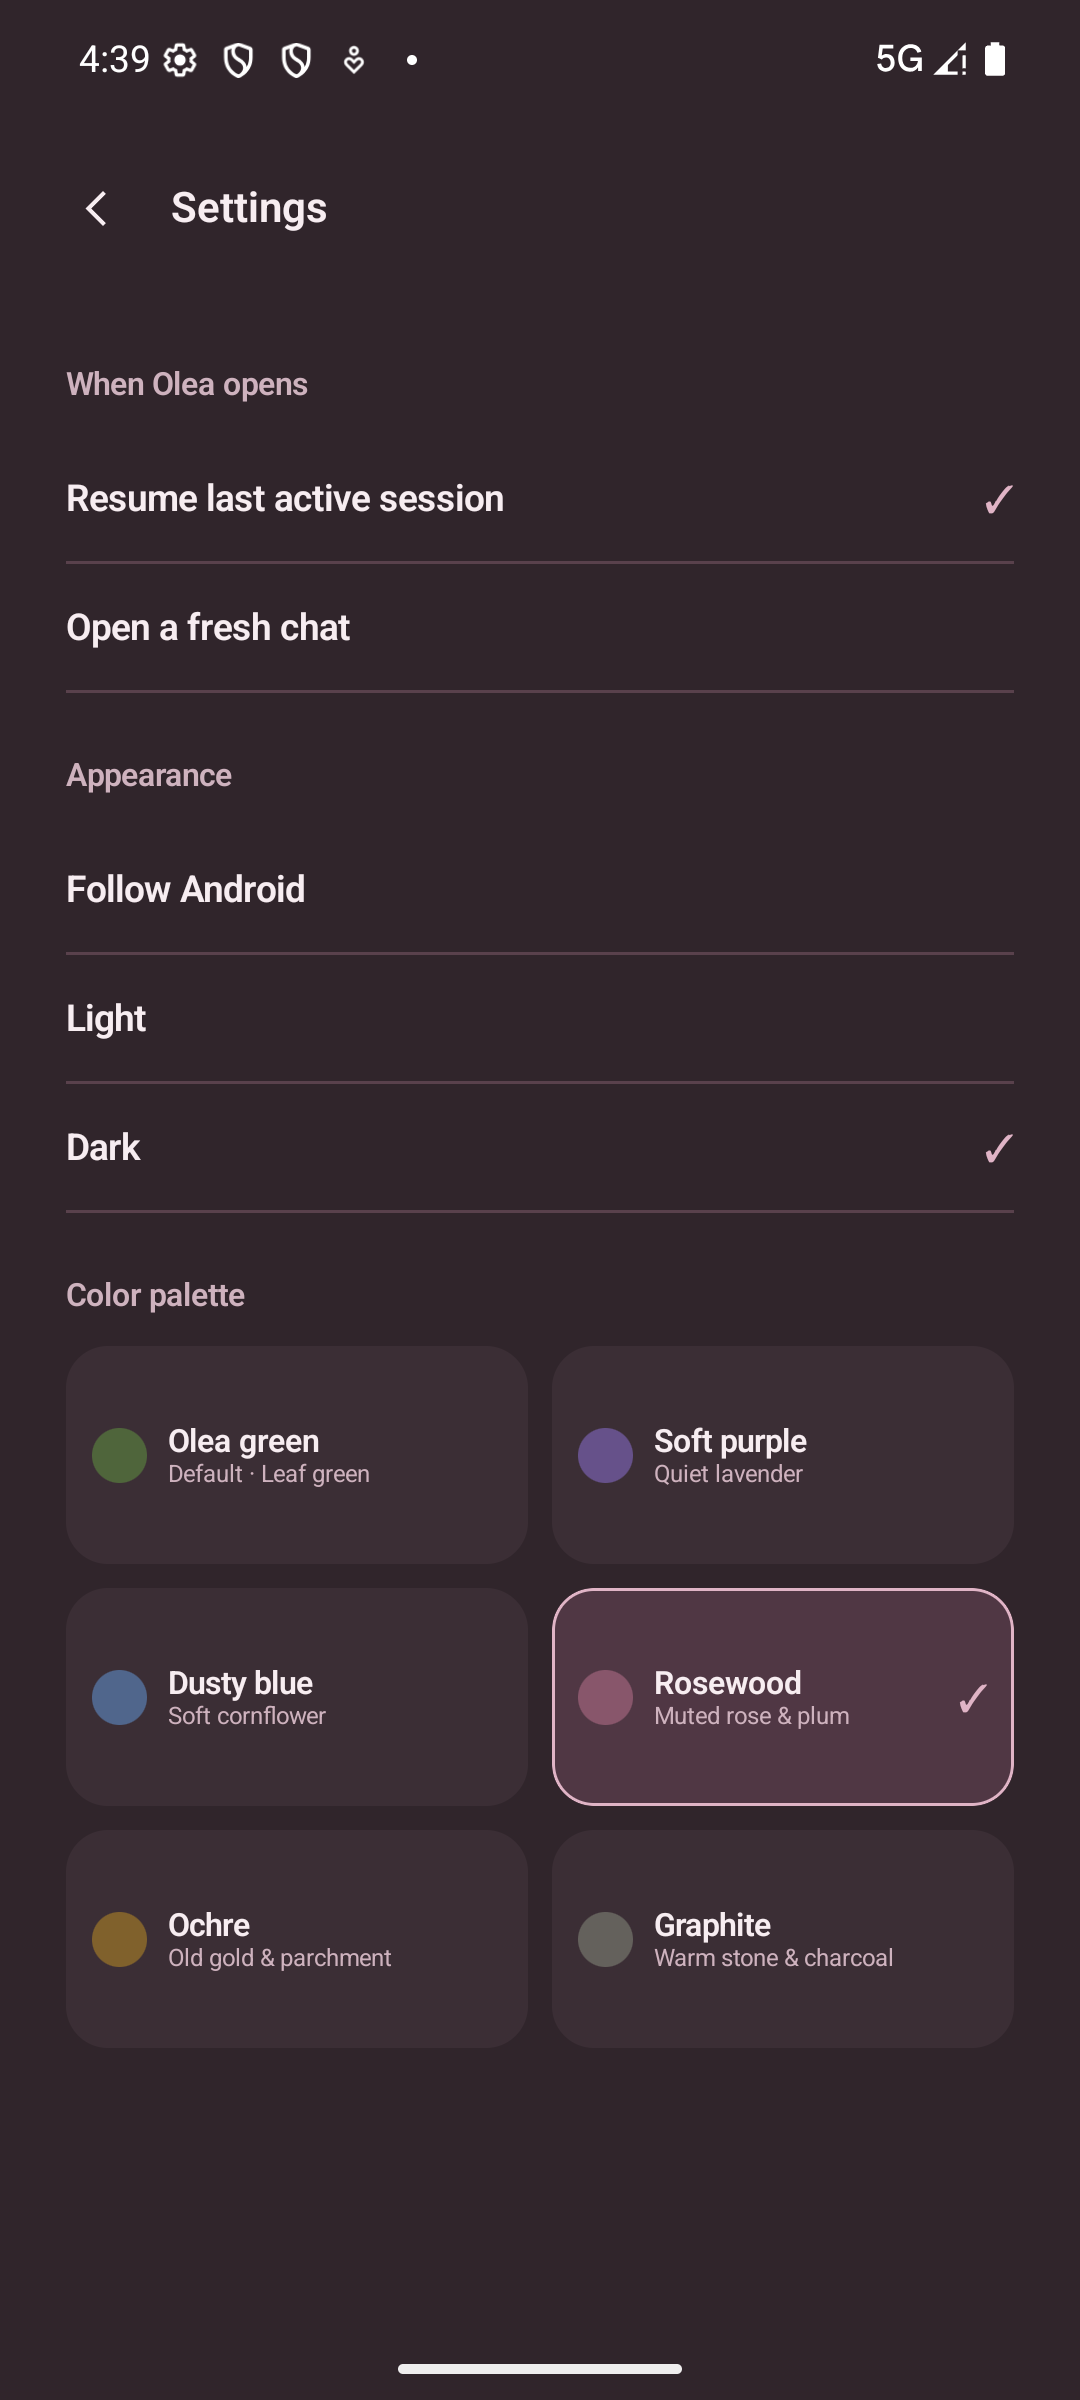 4:39
5G
Settings
When Olea opens
Resume last active session
Open a fresh chat
Appearance
Follow Android
Light
Dark
Color palette
Olea green
Default · Leaf green
Soft purple
Quiet lavender
Dusty blue
Soft cornflower
Rosewood
Muted rose & plum
Ochre
Old gold & parchment
Graphite
Warm stone & charcoal